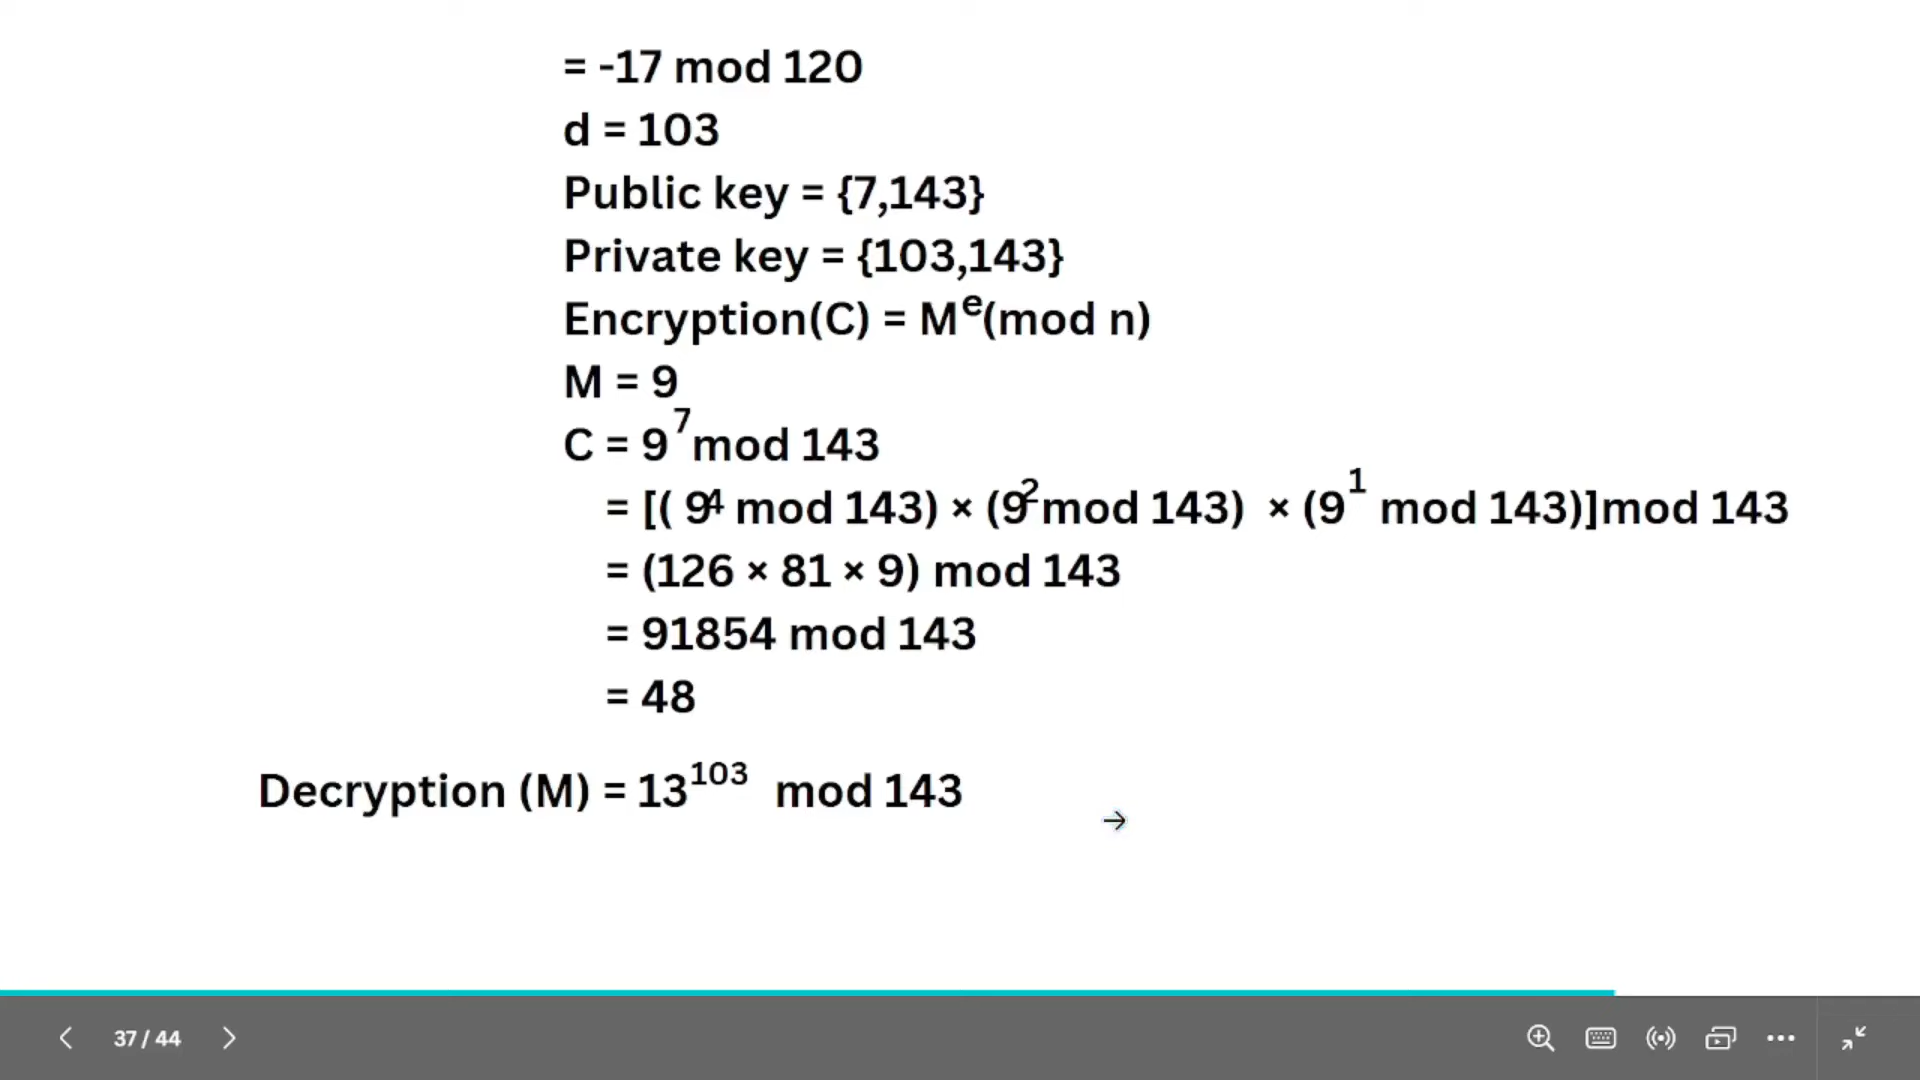 = -17 mod 120
d = 103
Public key = {7,143}
Private key = {103,143}
Encryption(C) = M^e(mod n)
M = 9
C = 9^7 mod 143
= [( 9^4 mod 143) × (9^2 mod 143) × (9^1 mod 143)]mod 143
= (126 × 81 × 9) mod 143
= 91854 mod 143
= 48
Decryption (M) = 13^103 mod 143
37 / 44